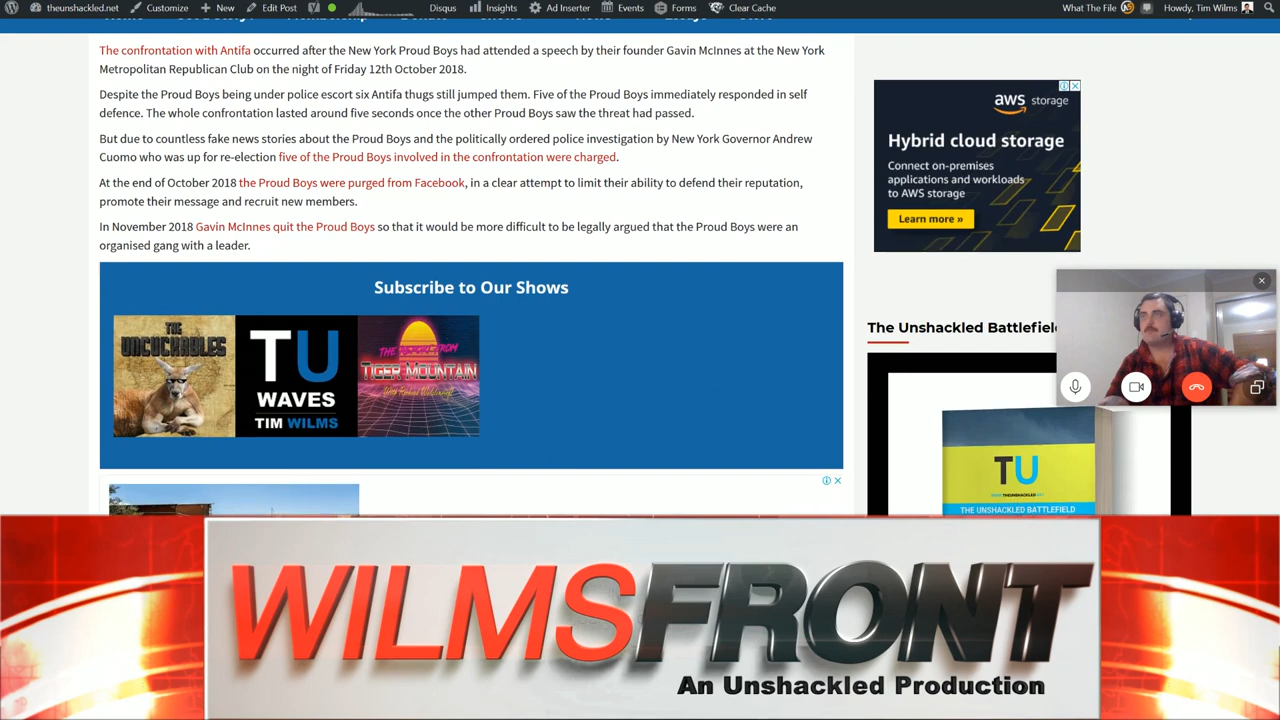 theunshackled.net Customize New Edit Post Disqus Insights Ad Inserter Events Forms Clear Cache What The File Howdy, Tim Wilms
The confrontation with Antifa occurred after the New York Proud Boys had attended a speech by their founder Gavin McInnes at the New York
Metropolitan Republican Club on the night of Friday 12th October 2018.
Despite the Proud Boys being under police escort six Antifa thugs still jumped them. Five of the Proud Boys immediately responded in self
defence. The whole confrontation lasted around five seconds once the other Proud Boys saw the threat had passed.
But due to countless fake news stories about the Proud Boys and the politically ordered police investigation by New York Governor Andrew
Cuomo who was up for re-election five of the Proud Boys involved in the confrontation were charged.
At the end of October 2018 the Proud Boys were purged from Facebook, in a clear attempt to limit their ability to defend their reputation,
promote their message and recruit new members.
In November 2018 Gavin McInnes quit the Proud Boys so that it would be more difficult to be legally argued that the Proud Boys were an
organised gang with a leader.
aws storage
Hybrid cloud storage
Connect on-premises
applications and workloads
to AWS storage
Learn more »
Subscribe to Our Shows
THE
UNCUCKABLES
TU
WAVES
TIM WILMS
TIGER MOUNTAIN
The Unshackled Battlefiel
TU
THE UNSHACKLED BATTLEFIELD
WILMSFRONT
An Unshackled Production